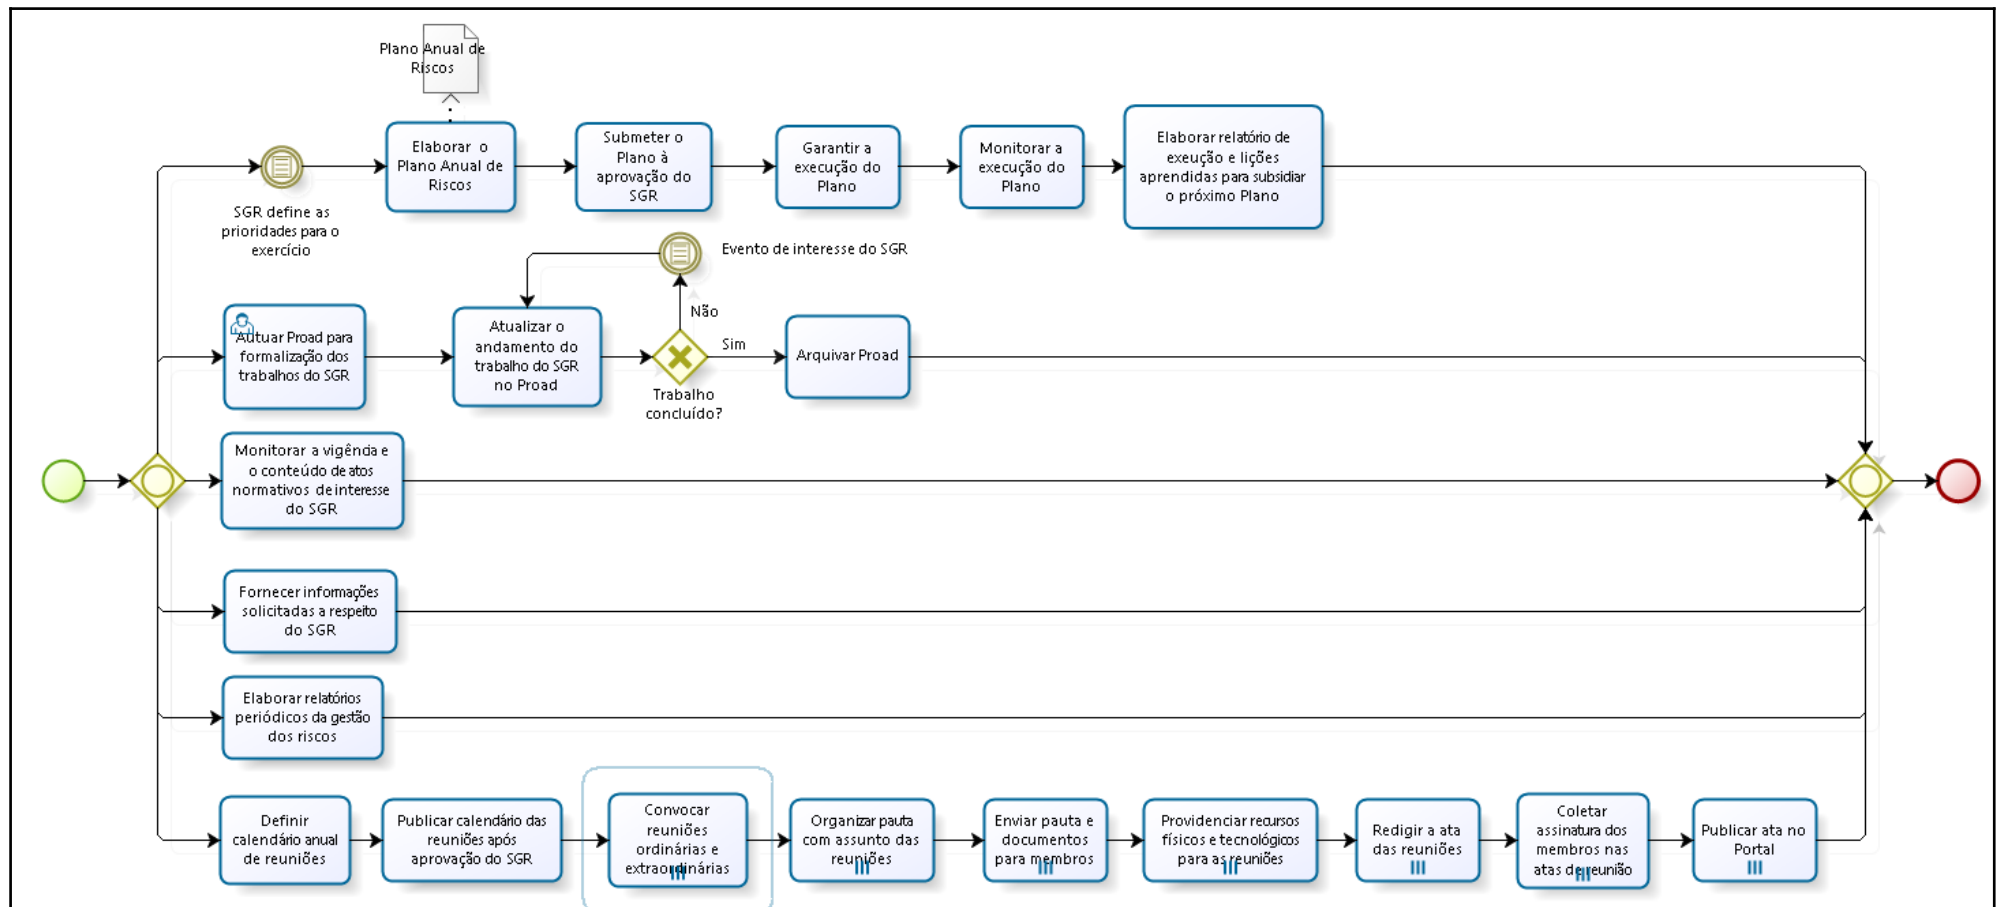 Plano Anual de
Riscos
Elaborar o
Plano Anual de
Riscos
Submeter o
Plano à
aprovação do
SGR
Garantir a
execução do
Plano
Monitorar a
execução do
Plano
Elaborar relatório de
exeução e lições
aprendidas para subsidiar
o próximo Plano
SGR define as
prioridades para o
exercício
Evento de interesse do SGR
Não
Autuar Proad para
formalização dos
trabalhos do SGR
Atualizar o
andamento do
trabalho do SGR
no Proad
Sim
Trabalho
concluído?
Arquivar Proad
Monitorar a vigência e
o conteúdo de atos
normativos de interesse
do SGR
Fornecer informações
solicitadas a respeito
do SGR
Elaborar relatórios
periódicos da gestão
dos riscos
Definir
calendário anual
de reuniões
Publicar calendário das
reuniões após
aprovação do SGR
Convocar
reuniões
ordinárias e
extraordinárias
Organizar pauta
com assunto das
reuniões
Enviar pauta e
documentos
para membros
Providenciar recursos
físicos e tecnológicos
para as reuniões
Redigir a ata
das reuniões
Coletar
assinatura dos
membros nas
atas de reunião
Publicar ata no
Portal